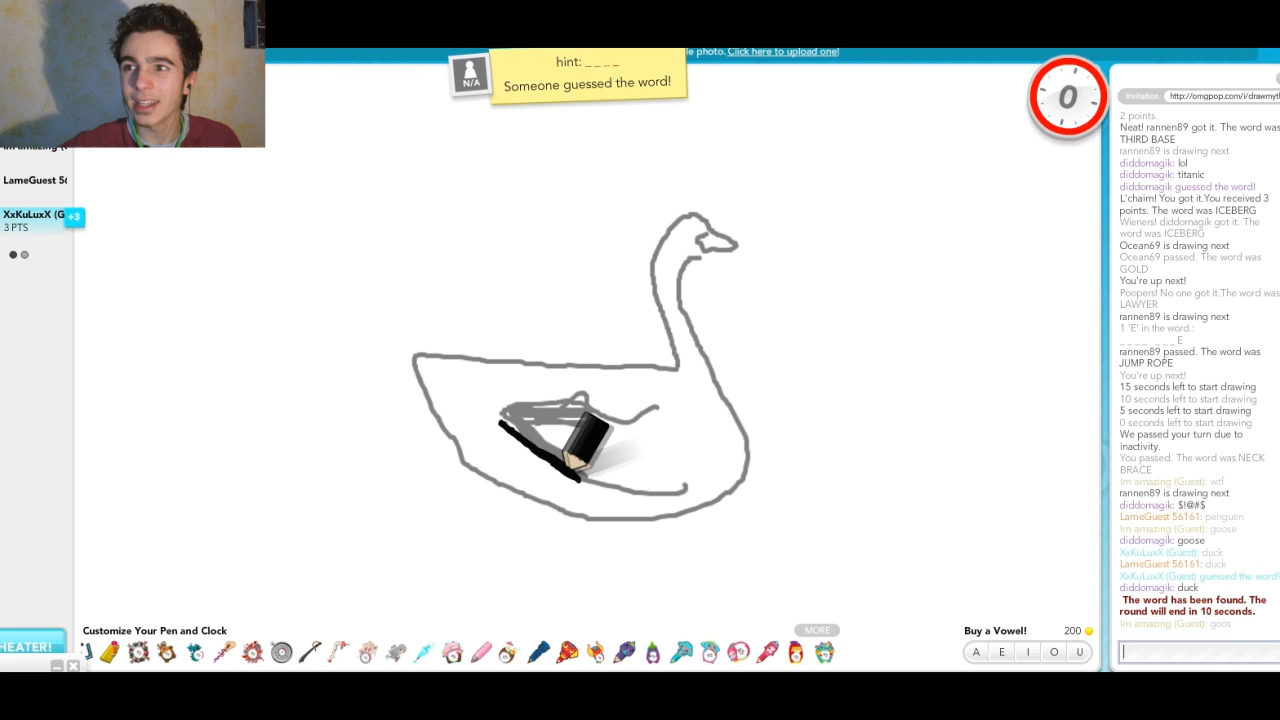 le photo. Click here to upload one!
hint: _ _ _ _
N/A
Someone guessed the word!
0
Invitation http://omgpop.com/i/drawmyth
2 points.
Neat! rannen89 got it. The word was
THIRD BASE
rannen89 is drawing next
diddomagik: lol
diddomagik: titanic
diddomagik guessed the word!
L'chaim! You got it.You received 3
points. The word was ICEBERG
Wieners! diddomagik got it. The
word was ICEBERG
Ocean69 is drawing next
Ocean69 passed. The word was
GOLD
You're up next!
Poopers! No one got it.The word was
LAWYER
rannen89 is drawing next
1 'E' in the word.:
_ _ _ _  _ _ _ E
rannen89 passed. The word was
JUMP ROPE
You're up next!
15 seconds left to start drawing
10 seconds left to start drawing
5 seconds left to start drawing
0 seconds left to start drawing
We passed your turn due to
inactivity.
You passed. The word was NECK
BRACE
Im amazing (Guest): wtf
rannen89 is drawing next
diddomagik: $!@#$
LameGuest 56161: penguen
Im amazing (Guest): goose
diddomagik: goose
XxKuLuxX (Guest): duck
LameGuest 56161: duck
XxKuLuxX (Guest) guessed the word!
diddomagik: duck
The word has been found. The
round will end in 10 seconds.
Im amazing (Guest): goos
Im amazing (
LameGuest 56
XxKuLuxX (G +3
3 PTS
HEATER!
Customize Your Pen and Clock
MORE
Buy a Vowel! 200
A E I O U